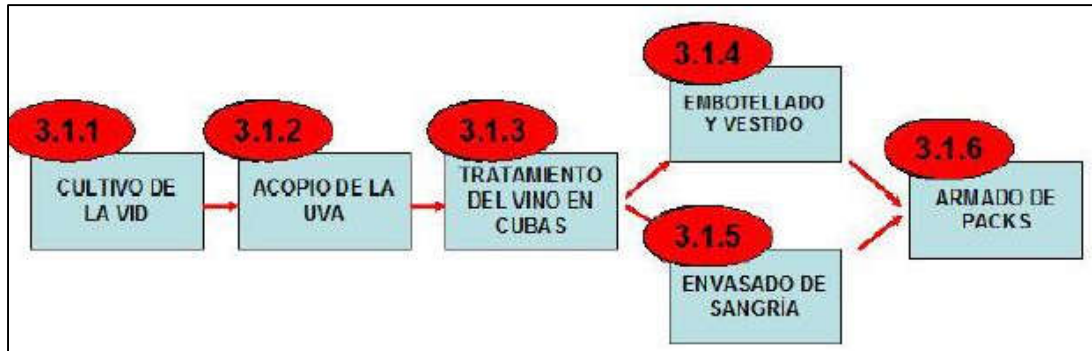 3.1.1
CULTIVO DE
LA VID
3.1.2
ACOPIO DE LA
UVA
3.1.3
TRATAMIENTO
DEL VINO EN
CUBAS
3.1.4
EMBOTELLADO
Y VESTIDO
3.1.5
ENVASADO DE
SANGRÍA
3.1.6
ARMADO DE
PACKS